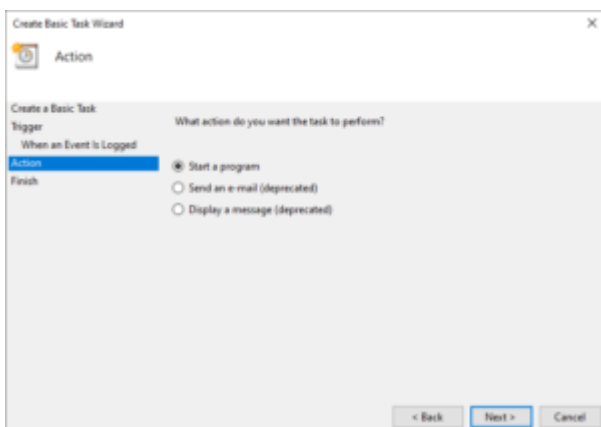 Create Basic Task Wizard
Action
Create a Basic Task
Trigger
When an Event Is Logged
Action
Finish
What action do you want the task to perform?
Start a program
Send an e-mail (deprecated)
Display a message (deprecated)
< Back
Next >
Cancel